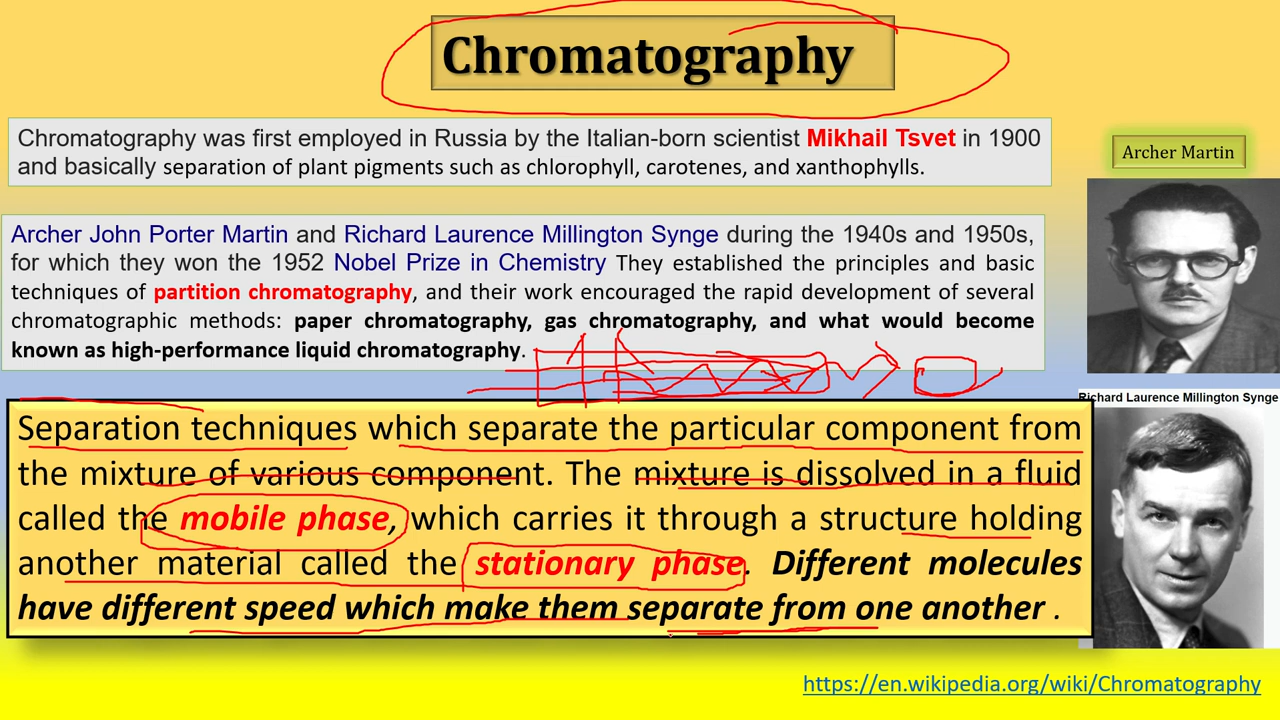 Chromatography
Chromatography was first employed in Russia by the Italian-born scientist Mikhail Tsvet in 1900
and basically separation of plant pigments such as chlorophyll, carotenes, and xanthophylls.
Archer Martin
Archer John Porter Martin and Richard Laurence Millington Synge during the 1940s and 1950s,
for which they won the 1952 Nobel Prize in Chemistry They established the principles and basic
techniques of partition chromatography, and their work encouraged the rapid development of several
chromatographic methods: paper chromatography, gas chromatography, and what would become
known as high-performance liquid chromatography.
Richard Laurence Millington Synge
Separation techniques which separate the particular component from
the mixture of various component. The mixture is dissolved in a fluid
called the mobile phase, which carries it through a structure holding
another material called the stationary phase. Different molecules
have different speed which make them separate from one another .
https://en.wikipedia.org/wiki/Chromatography